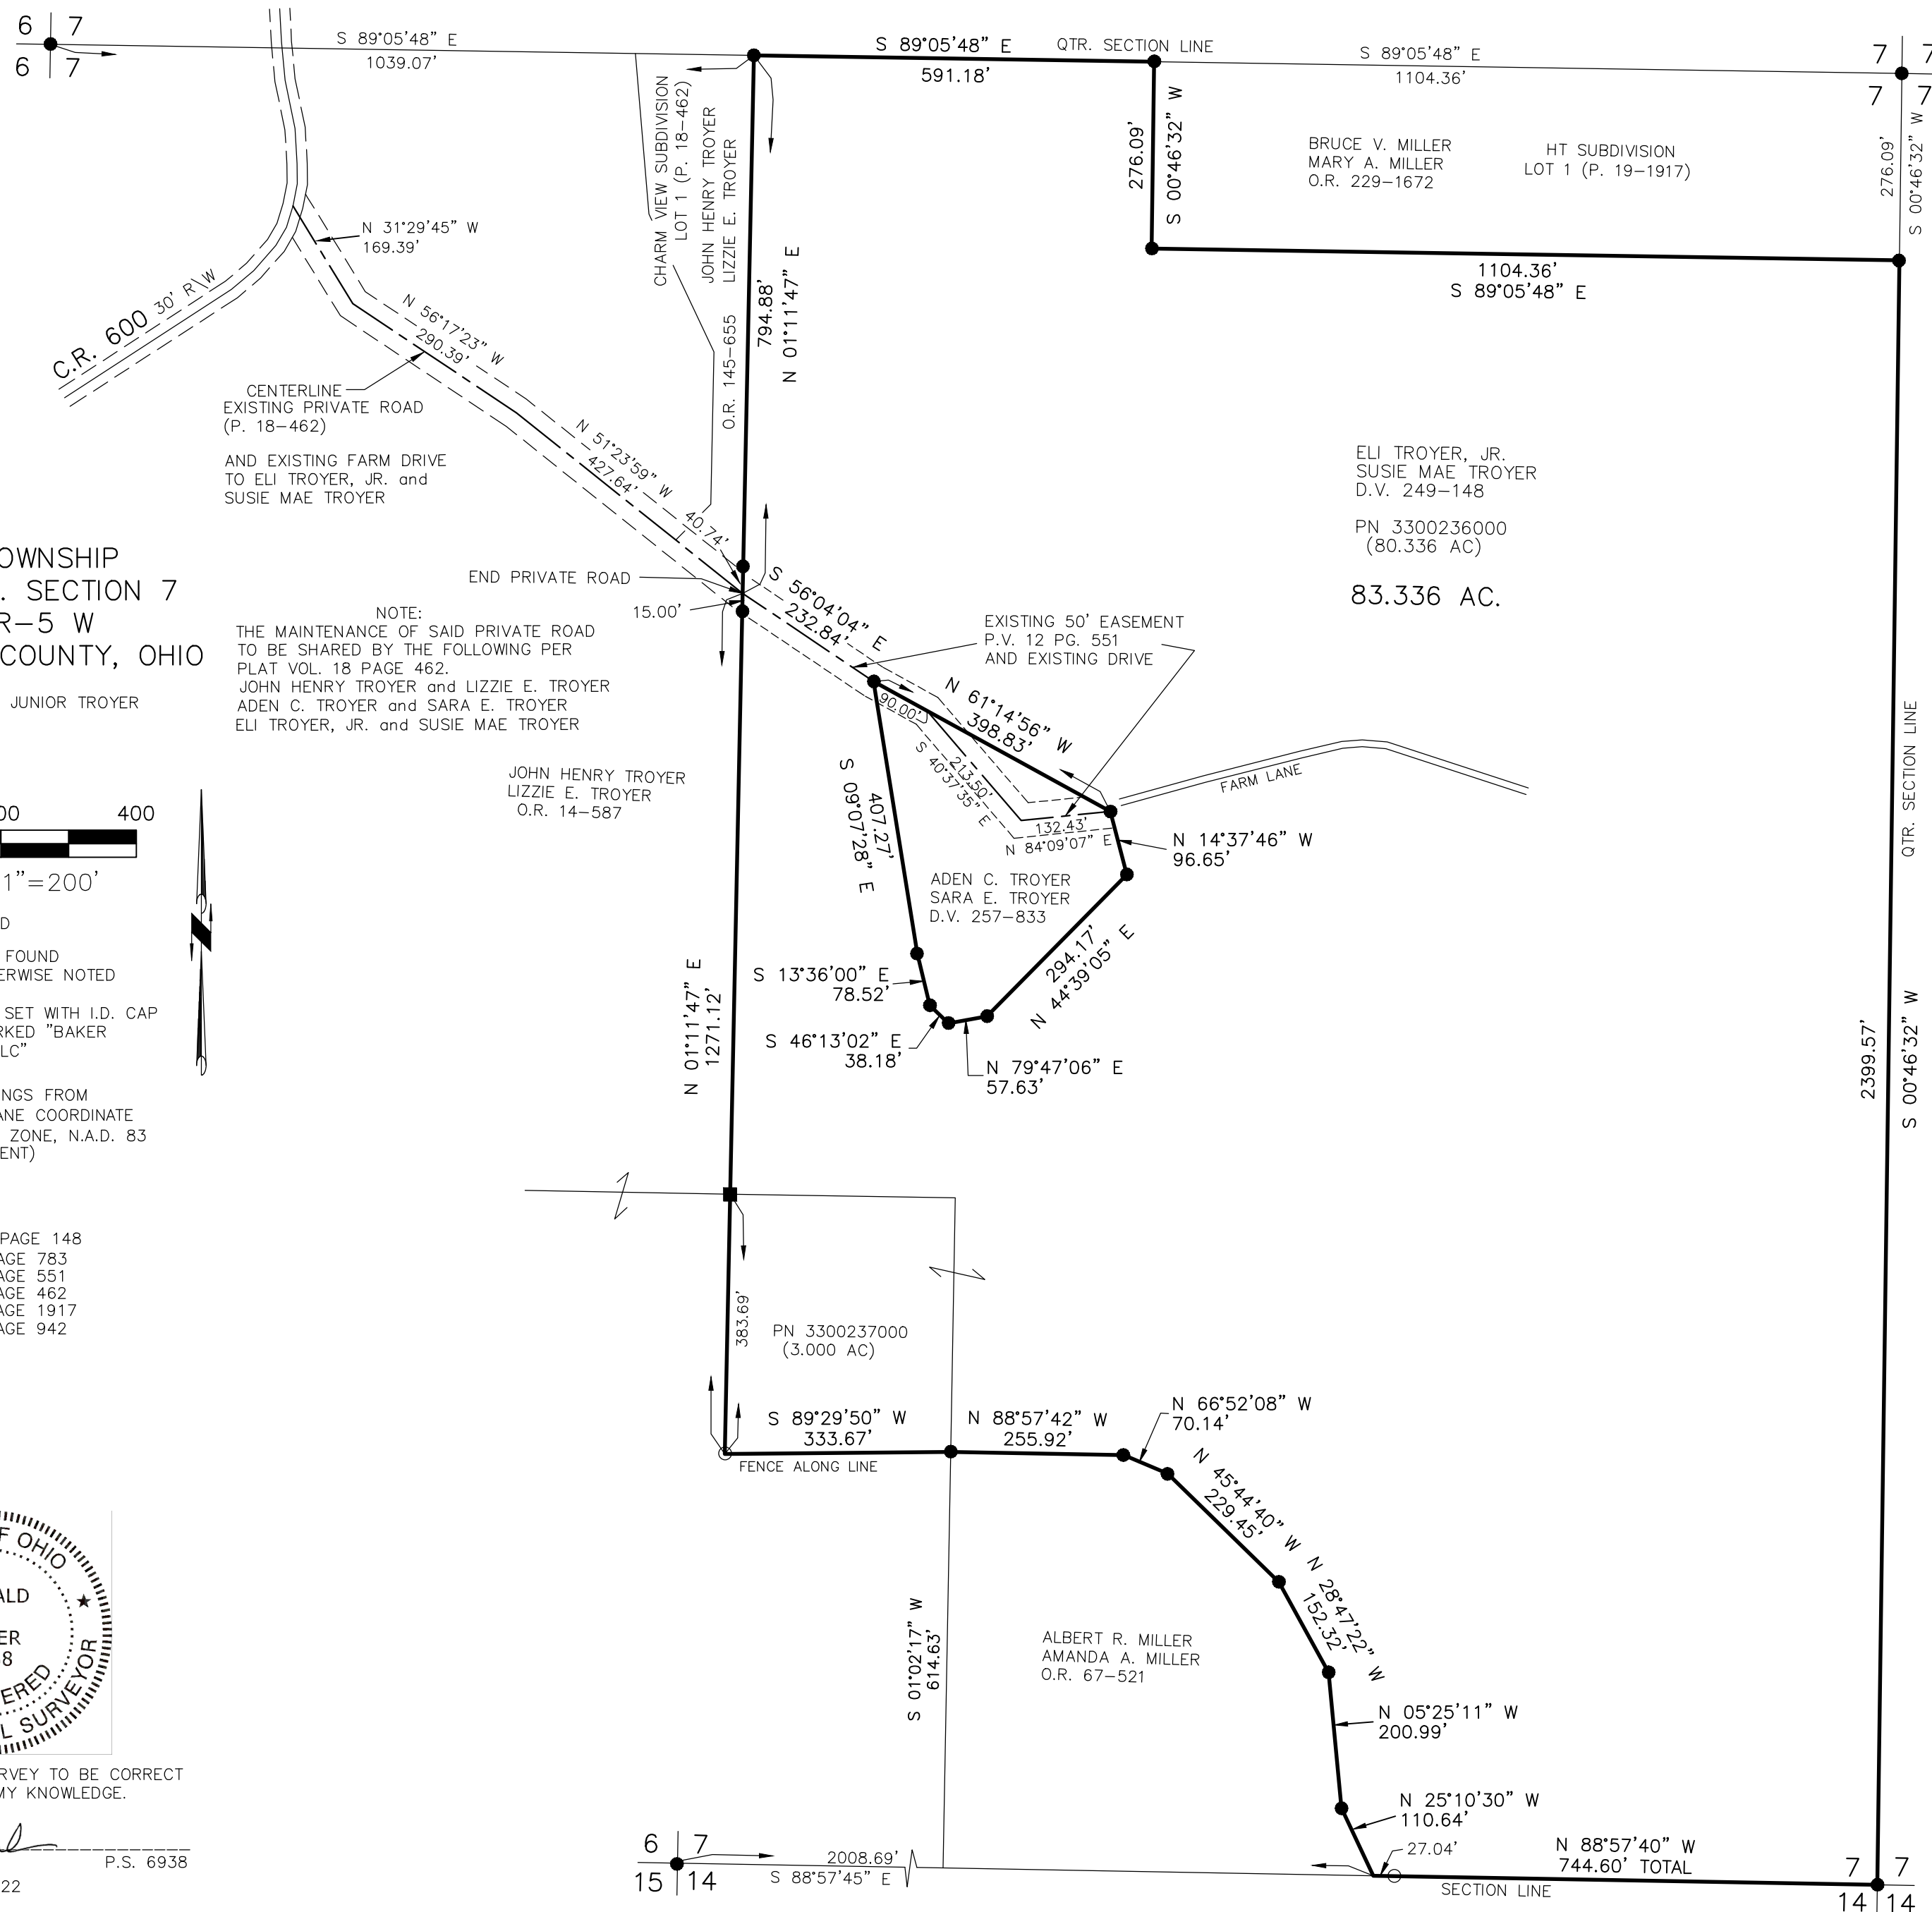 6 7
6 7
S 89°05'48" E
1039.07'
S 89°05'48" E
591.18'
QTR. SECTION LINE
S 89°05'48" E
1104.36'
7 7
7 7
276.09'
S 00°46'32" W
BRUCE V. MILLER
MARY A. MILLER
O.R. 229-1672
HT SUBDIVISION
LOT 1 (P. 19-1917)
276.09'
S 00°46'32" W
1104.36'
S 89°05'48" E
CHARM VIEW SUBDIVISION
LOT 1 (P. 18-462)
JOHN HENRY TROYER
LIZZIE E. TROYER
O.R. 145-655
794.88'
N 01°11'47" E
N 31°29'45" W
169.39'
C.R. 600 30' R\W
N 56°17'23" W
290.39'
CENTERLINE
EXISTING PRIVATE ROAD
(P. 18-462)
AND EXISTING FARM DRIVE
TO ELI TROYER, JR. and
SUSIE MAE TROYER
N 51°23'59" W
427.64'
40.74'
END PRIVATE ROAD
15.00'
S 56°04'04" E
232.84'
ELI TROYER, JR.
SUSIE MAE TROYER
D.V. 249-148
PN 3300236000
(80.336 AC)
83.336 AC.
OWNSHIP
. SECTION 7
R-5 W
COUNTY, OHIO
JUNIOR TROYER
NOTE:
THE MAINTENANCE OF SAID PRIVATE ROAD
TO BE SHARED BY THE FOLLOWING PER
PLAT VOL. 18 PAGE 462.
JOHN HENRY TROYER and LIZZIE E. TROYER
ADEN C. TROYER and SARA E. TROYER
ELI TROYER, JR. and SUSIE MAE TROYER
EXISTING 50' EASEMENT
P.V. 12 PG. 551
AND EXISTING DRIVE
N 61°14'56" W
398.83'
90.00'
213.50'
S 40°37'35" E
132.43'
N 84°09'07" E
FARM LANE
N 14°37'46" W
96.65'
S 09°07'28" E
407.27'
JOHN HENRY TROYER
LIZZIE E. TROYER
O.R. 14-587
ADEN C. TROYER
SARA E. TROYER
D.V. 257-833
294.17'
N 44°39'05" E
S 13°36'00" E
78.52'
S 46°13'02" E
38.18'
N 79°47'06" E
57.63'
QTR. SECTION LINE
2399.57'
S 00°46'32" W
N 01°11'47" E
1271.12'
00 400
1"=200'
D
FOUND
ERWISE NOTED
SET WITH I.D. CAP
RKED "BAKER
LC"
NGS FROM
ANE COORDINATE
ZONE, N.A.D. 83
ENT)
PAGE 148
AGE 783
AGE 551
AGE 462
AGE 1917
AGE 942
383.69'
PN 3300237000
(3.000 AC)
S 89°29'50" W
333.67'
FENCE ALONG LINE
N 88°57'42" W
255.92'
N 66°52'08" W
70.14'
N 45°44'40" W
229.45'
N 28°47'22" W
152.32'
N 05°25'11" W
200.99'
N 25°10'30" W
110.64'
27.04'
N 88°57'40" W
744.60' TOTAL
SECTION LINE
S 01°02'17" W
614.63'
ALBERT R. MILLER
AMANDA A. MILLER
O.R. 67-521
F OHIO
ALD
ER
8
ERED
L SURVEYOR
RVEY TO BE CORRECT
MY KNOWLEDGE.
P.S. 6938
22
6 7
15 14
2008.69'
S 88°57'45" E
7 7
14 14